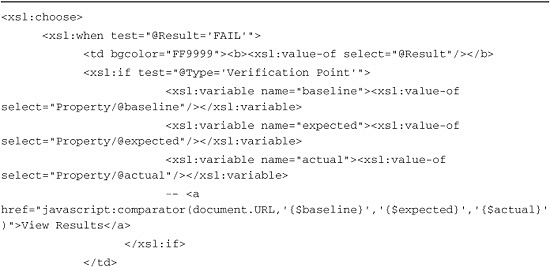 <xsl:choose>
<xsl:when test="@Result='FAIL'">
<td bgcolor="FF9999"><b><xsl:value-of select="@Result"/></b>
<xsl:if test="@Type='Verification Point'">
<xsl:variable name="baseline"><xsl:value-of
select="Property/@baseline"/></xsl:variable>
<xsl:variable name="expected"><xsl:value-of
select="Property/@expected"/></xsl:variable>
<xsl:variable name="actual"><xsl:value-of
select="Property/@actual"/></xsl:variable>
-- <a
href="javascript:comparator(document.URL,'{$baseline}','{$expected}','{$actual}'
)">View Results</a>
</xsl:if>
</td>